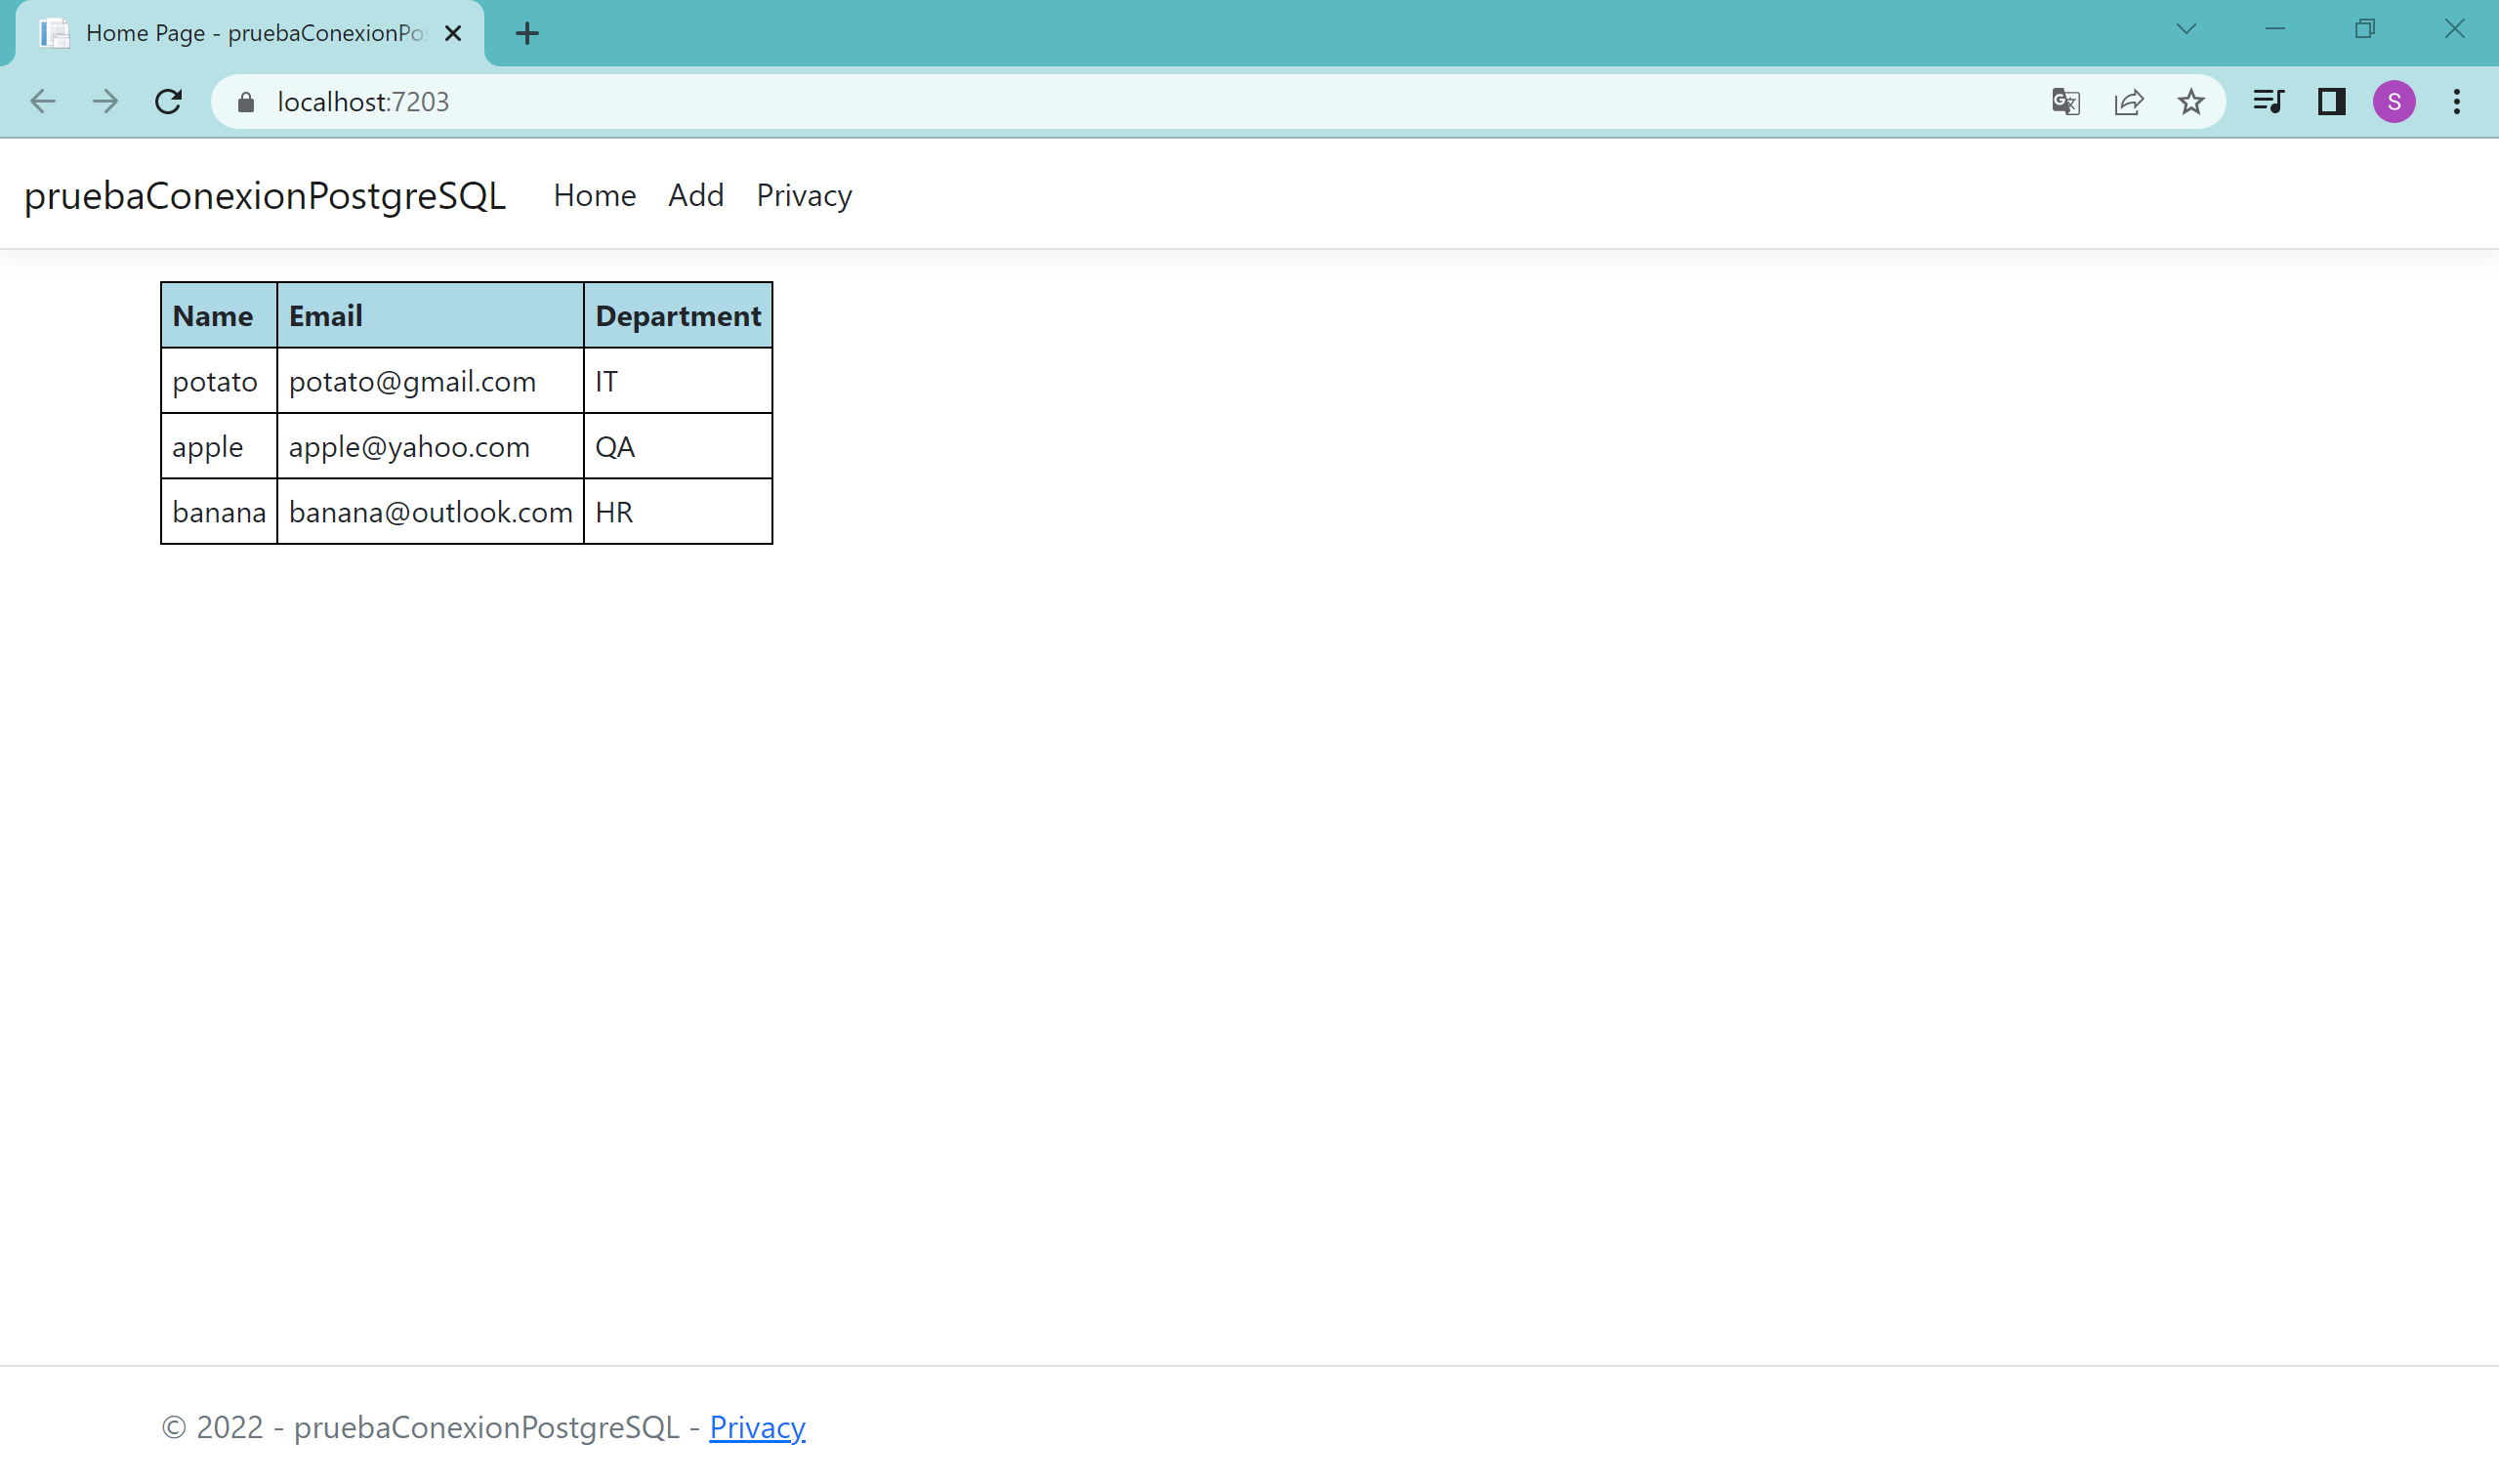 Home Page - pruebaConexionPo
localhost:7203
S
pruebaConexionPostgreSQL Home Add Privacy
Name Email Department
potato potato@gmail.com IT
apple apple@yahoo.com QA
banana banana@outlook.com HR
© 2022 - pruebaConexionPostgreSQL - Privacy